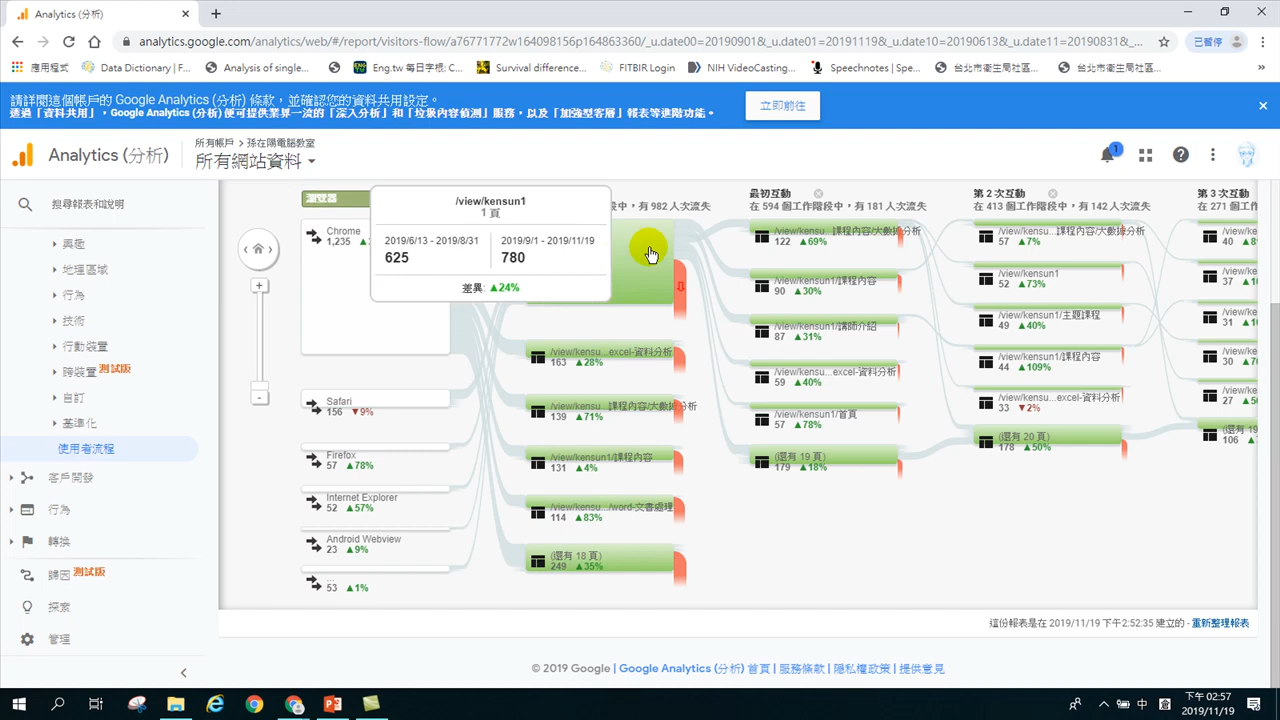 Analytics (分析)
analytics.google.com/analytics/web/#/report/visitors-flow/a76771772w164098156p164863360/_u.date00=20190901&_u.date01=20191119&_u.date10=20190613&_u.date11=20190831&_u...
已暫停
應用程式
Data Dictionary | F...
Analysis of single...
Eng.tw 每日字根: C...
Survival difference...
FITBIR Login
NIH VideoCasting...
Speechnotes | Spe...
台北市衛生局社區...
台北市衛生局社區...
»
請詳閱這個帳戶的 Google Analytics (分析) 條款，並確認您的資料共用設定。
透過「資料共用」，Google Analytics (分析) 便可提供業界一流的「深入分析」和「垃圾內容偵測」服務，以及「加強型客層」報表等進階功能。
立即前往
Analytics (分析)
所有帳戶 > 孫在陽電腦教室
所有網站資料
1
搜尋報表和說明
興趣
地理區域
行為
技術
行動裝置
跨裝置 測試版
自訂
基準化
使用者流程
客戶開發
行為
轉換
歸因 測試版
探索
管理
瀏覽器
Chrome
1,235
Safari
156 ▼9%
Firefox
57 ▲78%
Internet Explorer
52 ▲57%
Android Webview
23 ▲9%
...
53 ▲1%
/view/kensun1
1 頁
2019/6/13 - 2019/8/31
625
2019/9/1 - 2019/11/19
780
差異: ▲24%
段中，有 982 人次流失
/view/kensu...excel-資料分析
163 ▲28%
/view/kensu...課程內容/大數據分析
139 ▲71%
/view/kensun1/課程內容
131 ▲4%
/view/kensu.../word-文書處理
114 ▲83%
(還有 18 頁)
249 ▲35%
最初互動
在 594 個工作階段中，有 181 人次流失
/view/kensu...課程內容/大數據分析
122 ▲69%
/view/kensun1/課程內容
90 ▲30%
/view/kensun1/講師介紹
87 ▲31%
/view/kensu...excel-資料分析
59 ▲40%
/view/kensun1/首頁
57 ▲78%
(還有 19 頁)
179 ▲18%
第 2 次互動
在 413 個工作階段中，有 142 人次流失
/view/kensu...課程內容/大數據分析
57 ▲7%
/view/kensun1
52 ▲73%
/view/kensun1/主題課程
49 ▲40%
/view/kensun1/課程內容
44 ▲109%
/view/kensu...excel-資料分析
33 ▼2%
(還有 20 頁)
178 ▲50%
第 3 次互動
在 271 個工作
/view/ken
40
/view/ken
37
/view/ken
31
/view/ken
30
/view/ken
27
(還有 19
106
這份報表是在 2019/11/19 下午2:52:35 建立的 - 重新整理報表
© 2019 Google | Google Analytics (分析) 首頁 | 服務條款 | 隱私權政策 | 提供意見
中
下午 02:57
2019/11/19